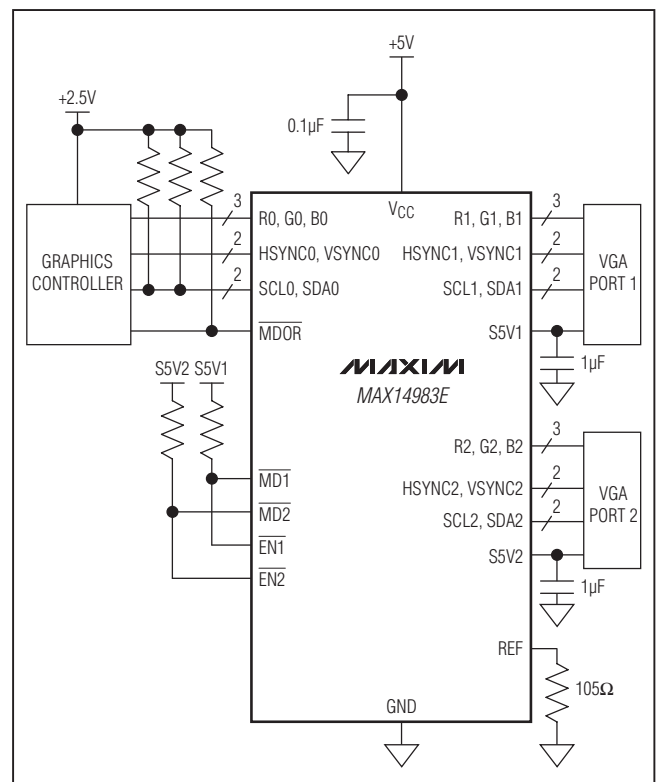 +5V
+2.5V
0.1µF
VCC
GRAPHICS
CONTROLLER
3
R0, G0, B0
2
HSYNC0, VSYNC0
2
SCL0, SDA0
MDOR
R1, G1, B1
3
HSYNC1, VSYNC1
2
SCL1, SDA1
2
S5V1
VGA
PORT 1
1µF
MAXIM
MAX14983E
S5V2
S5V1
MD1
MD2
EN1
EN2
R2, G2, B2
3
HSYNC2, VSYNC2
2
SCL2, SDA2
2
S5V2
VGA
PORT 2
1µF
REF
105Ω
GND